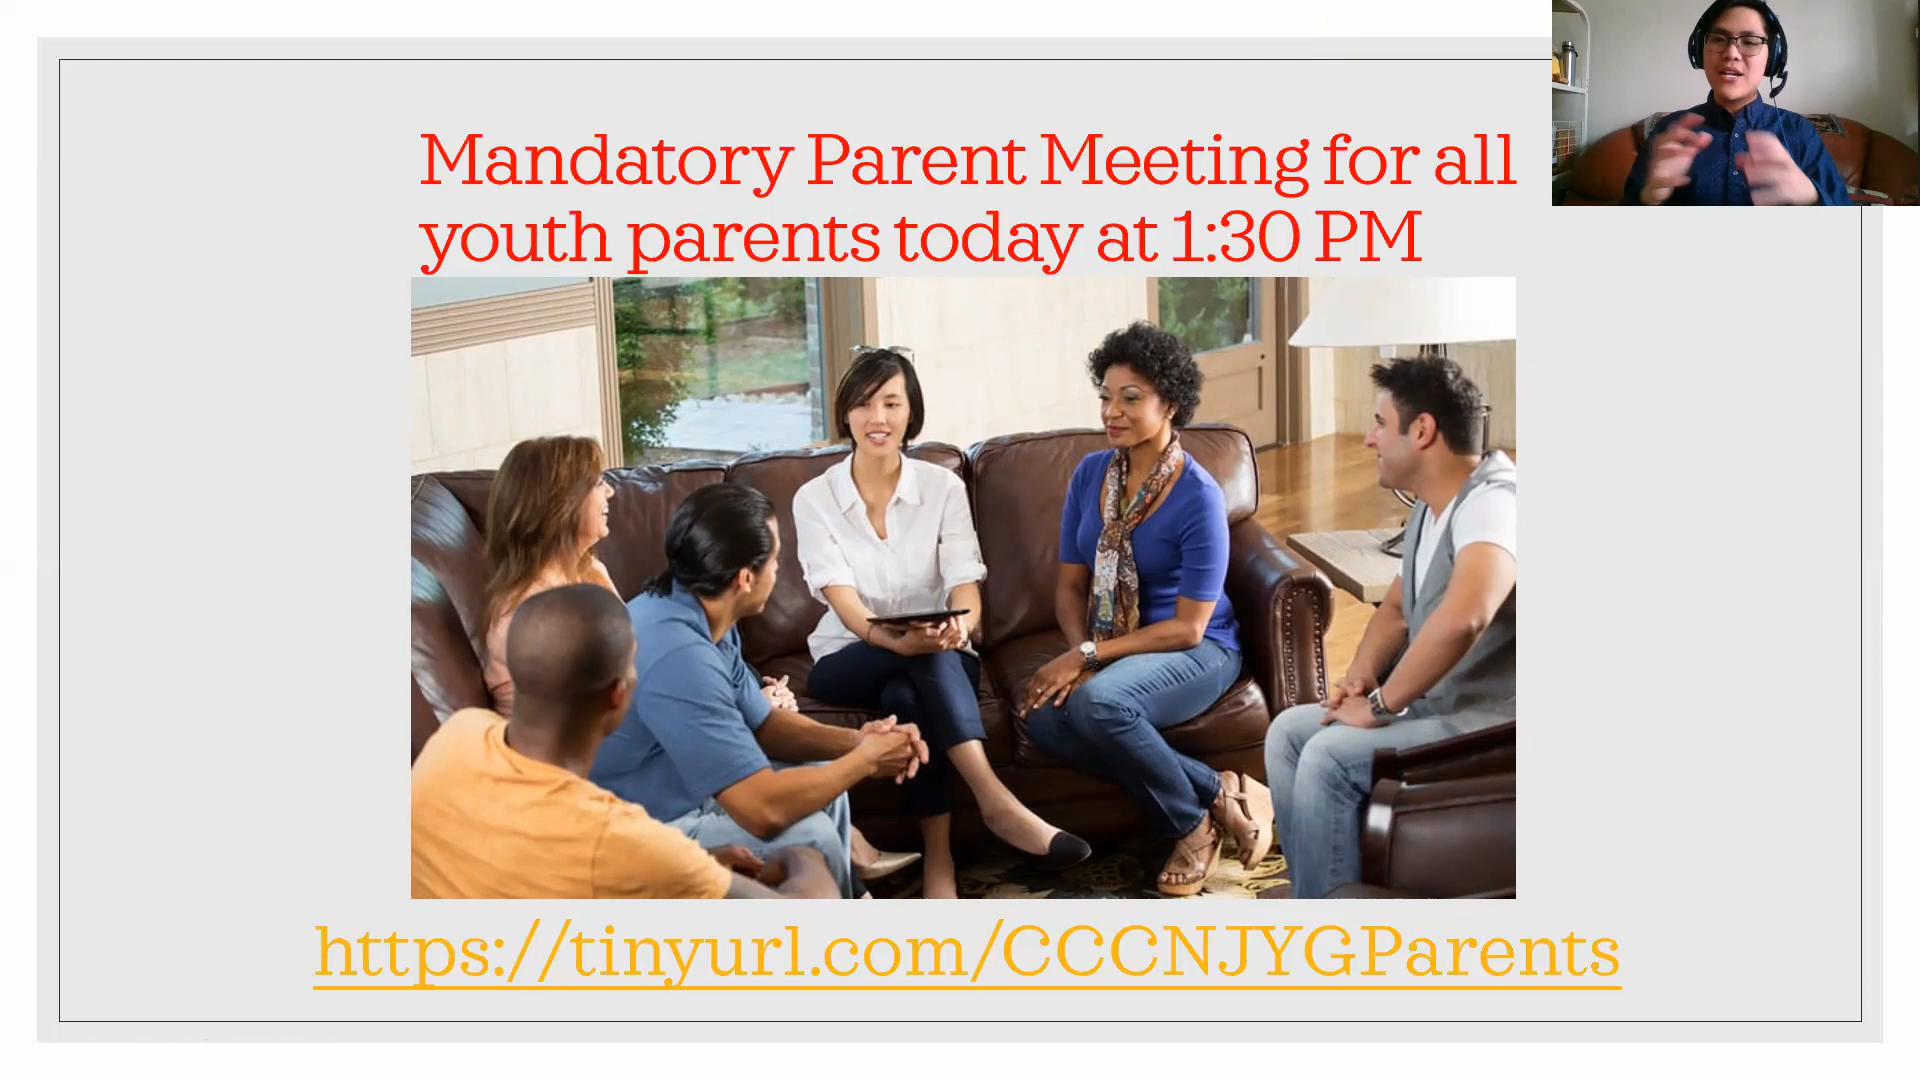 Mandatory Parent Meeting for all
youth parents today at 1:30 PM
https://tinyurl.com/CCCNJYGParents